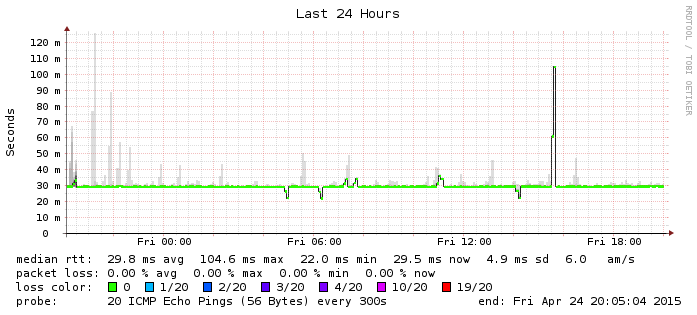 Last 24 Hours
RRDTOOL / TOBI OETIKER
Seconds
120 m
110 m
100 m
90 m
80 m
70 m
60 m
50 m
40 m
30 m
20 m
10 m
0
Fri 00:00 Fri 06:00 Fri 12:00 Fri 18:00
median rtt: 29.8 ms avg 104.6 ms max 22.0 ms min 29.5 ms now 4.9 ms sd 6.0 am/s
packet loss: 0.00 % avg 0.00 % max 0.00 % min 0.00 % now
loss color: 0 1/20 2/20 3/20 4/20 10/20 19/20
probe: 20 ICMP Echo Pings (56 Bytes) every 300s end: Fri Apr 24 20:05:04 2015